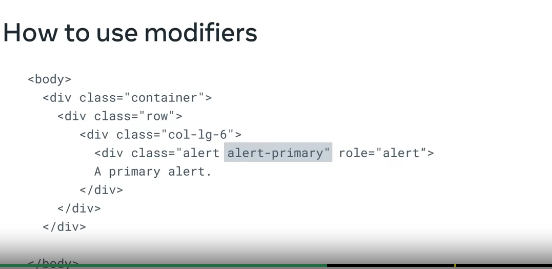 How to use modifiers
<body>
<div class="container">
<div class="row">
<div class="col-lg-6">
<div class="alert alert-primary" role="alert”>
A primary alert.
</div>
</div>
</div>
</body>